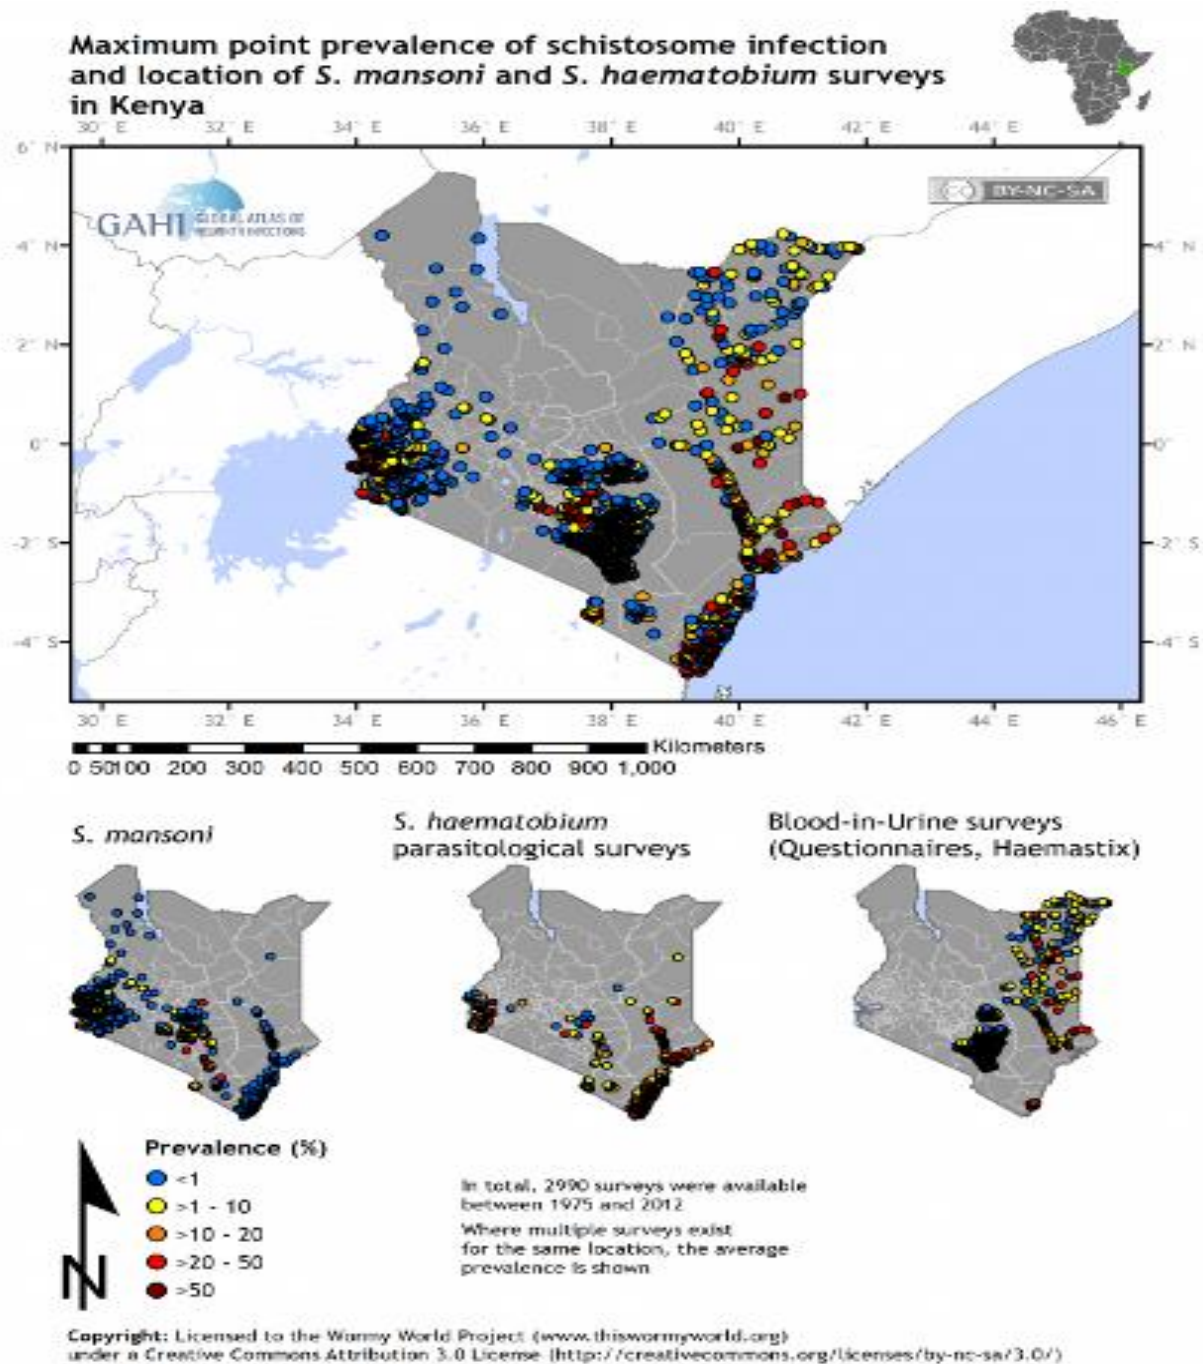 Maximum point prevalence of schistosome infection
and location of S. mansoni and S. haematobium surveys
in Kenya
30° E 32° E 34° E 36° E 38° E 40° E 42° E 44° E
6° N
GAHI GLOBAL ATLAS OF
HELMINTH INFECTIONS
CC BY-NC-SA
4° N 4° N
2° N 2° N
0° 0°
-2° S -2° S
-4° S -4° S
30° E 32° E 34° E 36° E 38° E 40° E 42° E 44° E 46° E
Kilometers
0 50100 200 300 400 500 600 700 800 900 1,000
S. mansoni
S. haematobium
parasitological surveys
Blood-in-Urine surveys
(Questionnaires, Haemastix)
Prevalence (%)
<1
>1 - 10
>10 - 20
>20 - 50
>50
N
In total, 2990 surveys were available
between 1975 and 2012
Where multiple surveys exist
for the same location, the average
prevalence is shown
Copyright: Licensed to the Wormy World Project (www.thiswormyworld.org)
under a Creative Commons Attribution 3.0 License (http://creativecommons.org/licenses/by-nc-sa/3.0/)